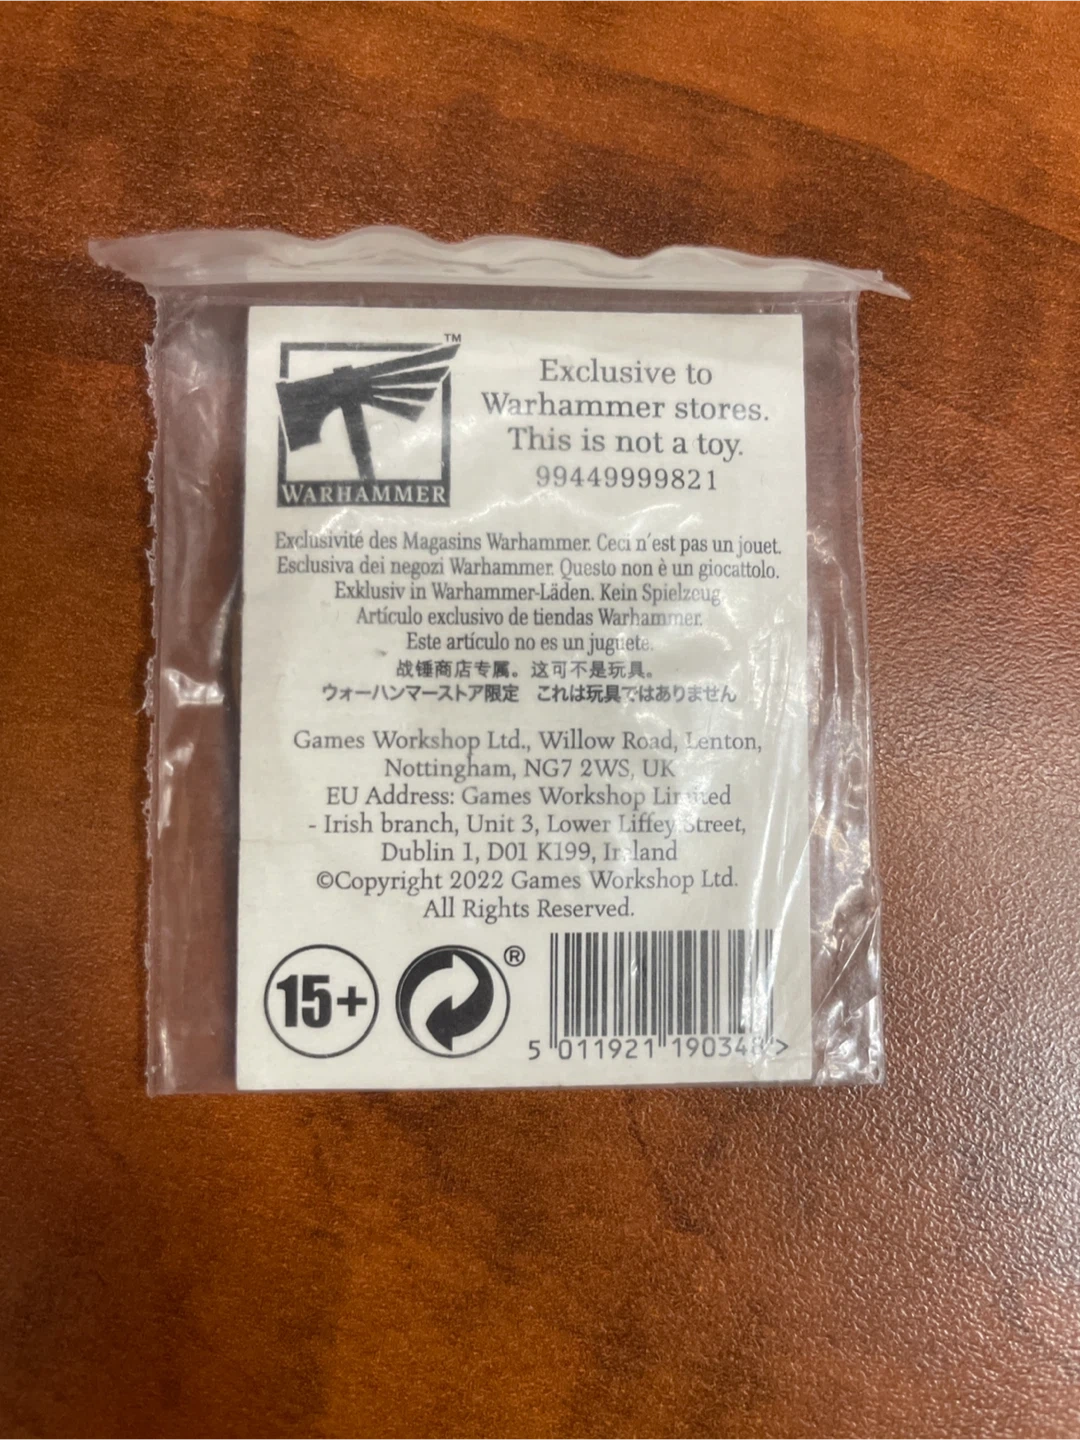 TM
WARHAMMER
Exclusive to
Warhammer stores.
This is not a toy.
99449999821
Exclusivité des Magasins Warhammer. Ceci n'est pas un jouet.
Esclusiva dei negozi Warhammer. Questo non è un giocattolo.
Exklusiv in Warhammer-Läden. Kein Spielzeug.
Artículo exclusivo de tiendas Warhammer.
Este artículo no es un juguete.
战锤商店专属。这可不是玩具。
ウォーハンマーストア限定 これは玩具ではありません
Games Workshop Ltd., Willow Road, Lenton,
Nottingham, NG7 2WS, UK
EU Address: Games Workshop Limited
- Irish branch, Unit 3, Lower Liffey Street,
Dublin 1, D01 K199, Ireland
©Copyright 2022 Games Workshop Ltd.
All Rights Reserved.
15+
®
5 011921 190348 >